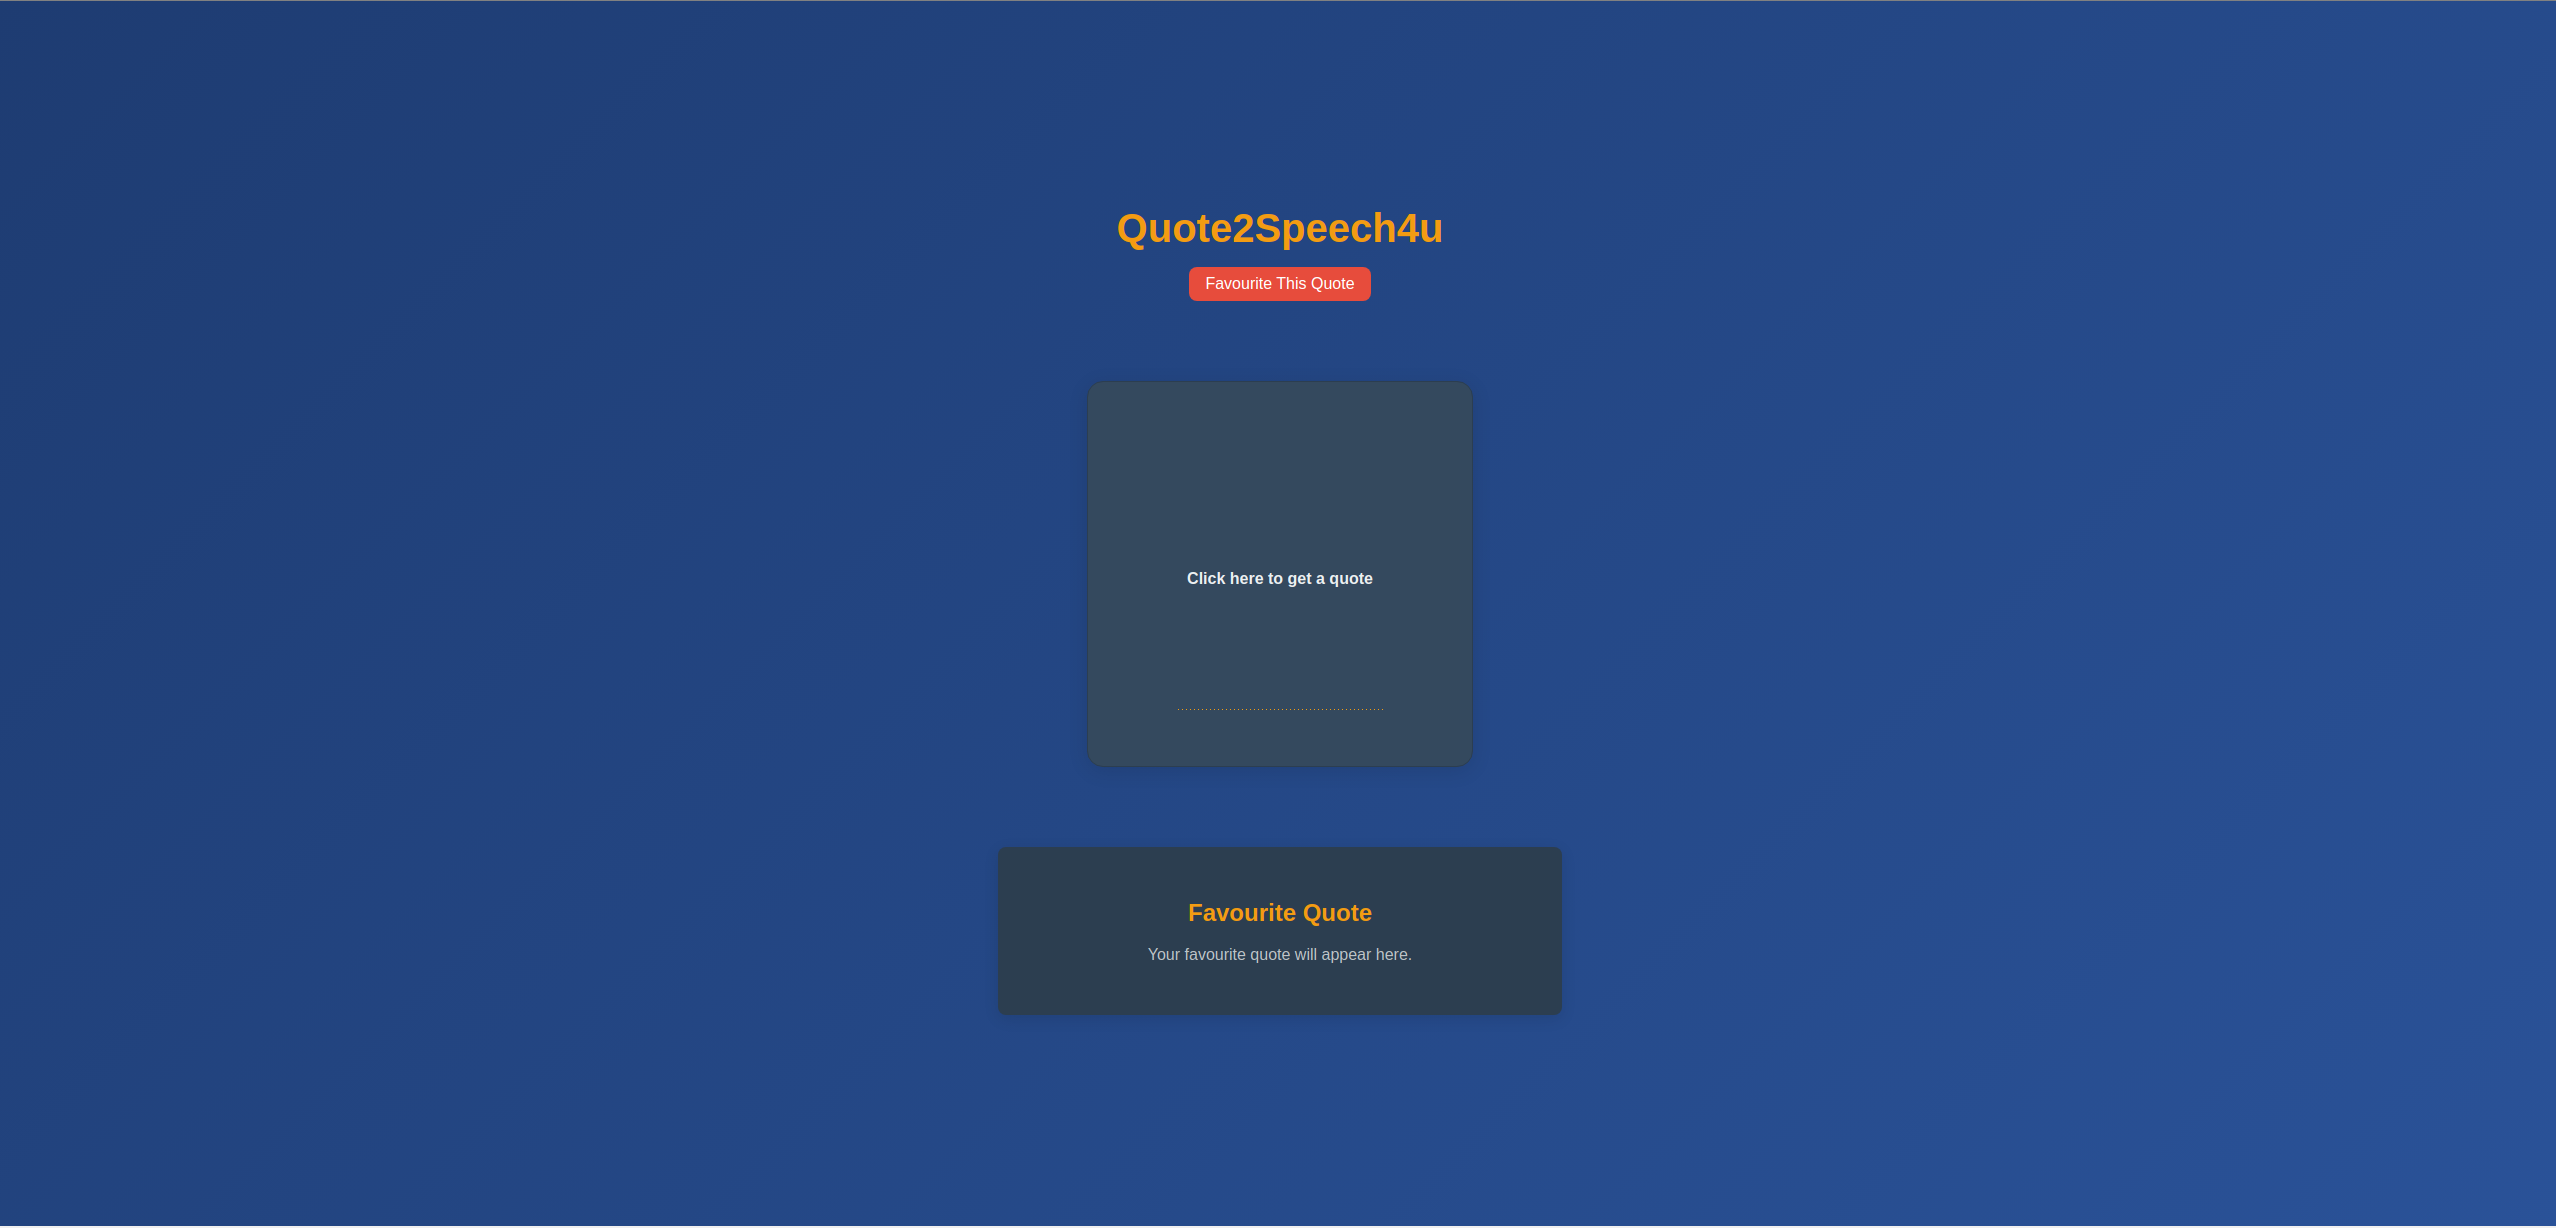 Quote2Speech4u
Favourite This Quote
Click here to get a quote
Favourite Quote
Your favourite quote will appear here.